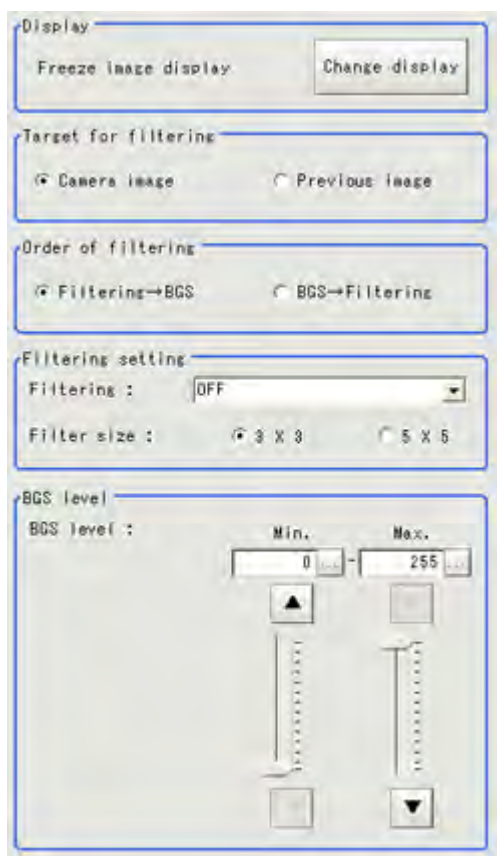 Display
Freeze image display
Change display
Target for filtering
Camera image
Previous image
Order of filtering
Filtering→BGS
BGS→Filtering
Filtering setting
Filtering :
OFF
Filter size :
3 X 3
5 X 5
BGS level
BGS level :
Min.
Max.
0 ... - 255 ...